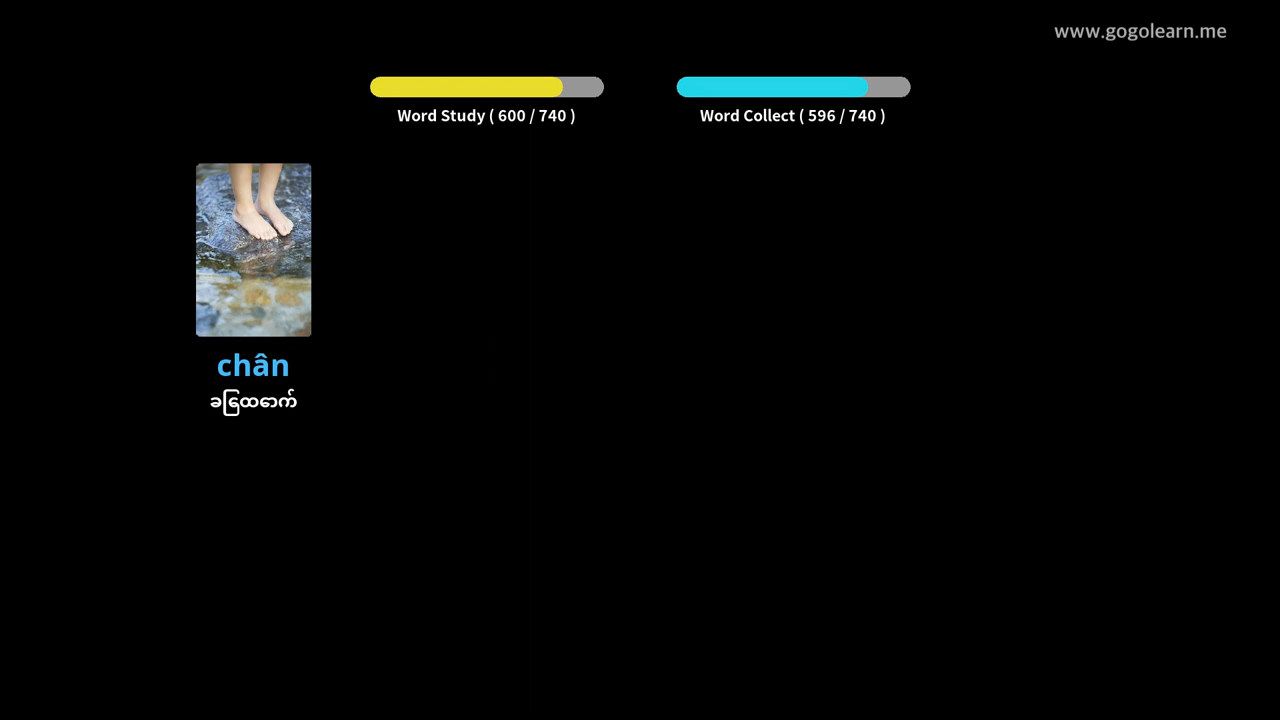 www.gogolearn.me
Word Study ( 600 / 740 )
Word Collect ( 596 / 740 )
chân
ခြေထောက်